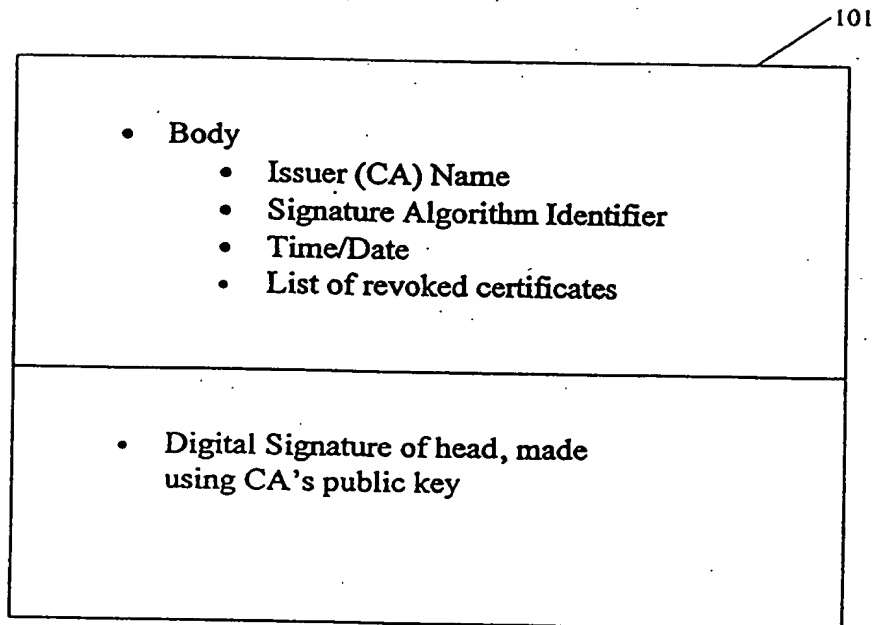 101
• Body
• Issuer (CA) Name
• Signature Algorithm Identifier
• Time/Date
• List of revoked certificates
• Digital Signature of head, made
using CA's public key